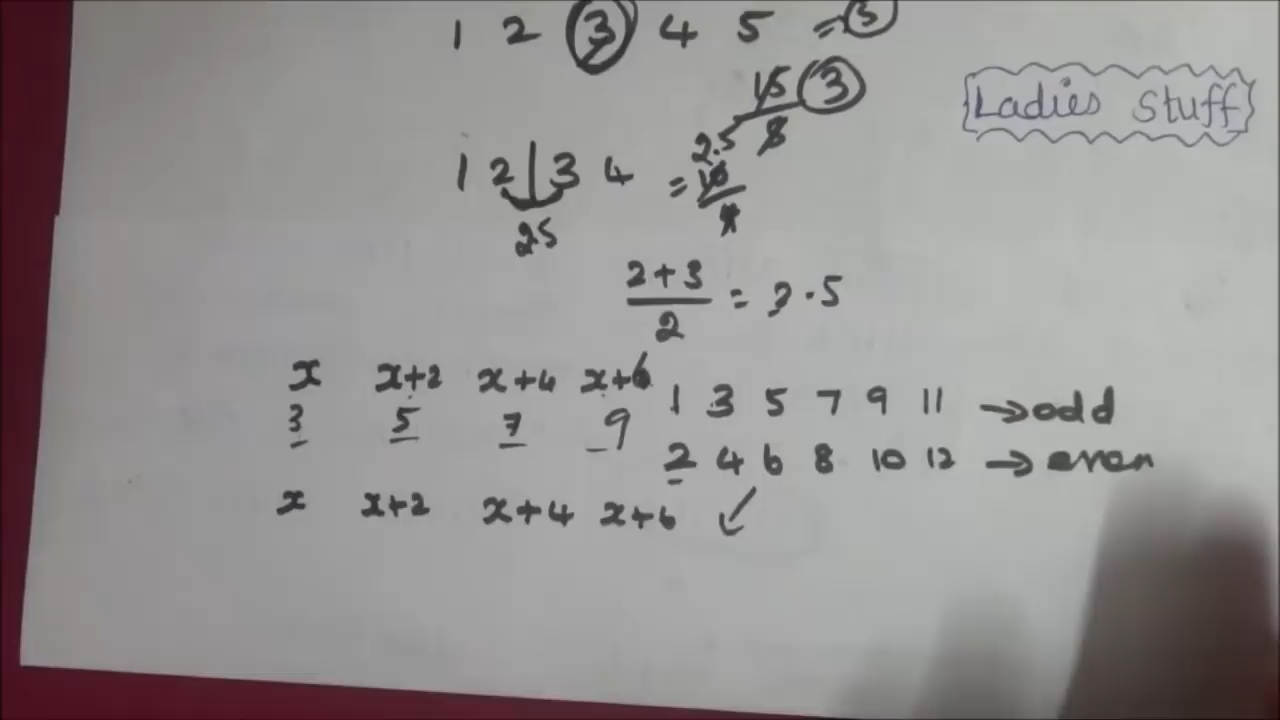 1 2 3 4 5 = 3
15/5 3
Ladies Stuff
1 2 | 3 4 = 10/4 2.5
2.5
2+3/2 = 2.5
x x+2 x+4 x+6
1 3 5 7 9 11 → odd
3 5 7 9
2 4 6 8 10 12 → even
x x+2 x+4 x+6 ✓